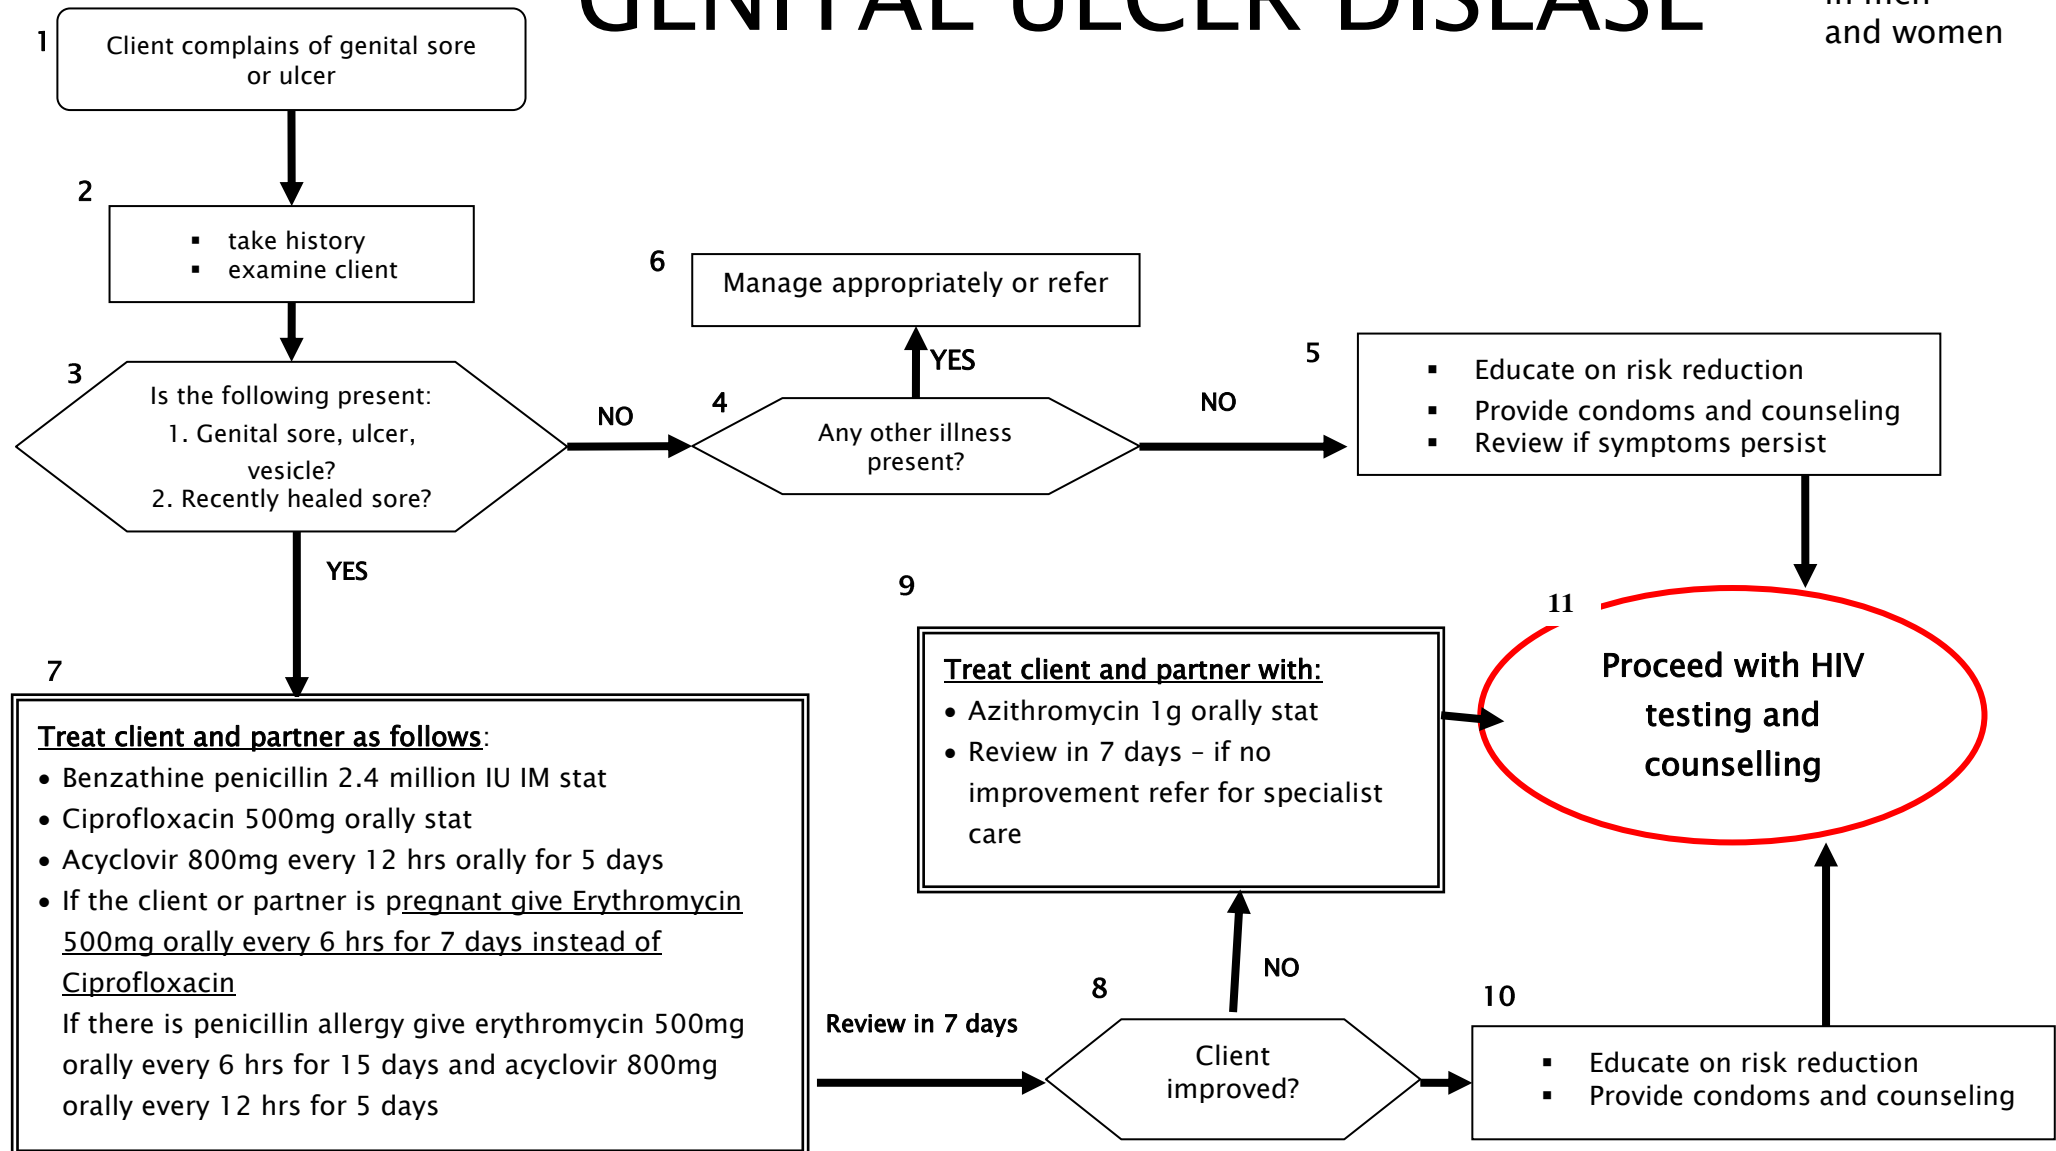 GENITAL ULCER DISEASE
in men
and women
1
Client complains of genital sore
or ulcer
2
▪ take history
▪ examine client
3
Is the following present:
1. Genital sore, ulcer,
vesicle?
2. Recently healed sore?
NO
YES
4
Any other illness
present?
YES
NO
6
Manage appropriately or refer
5
▪ Educate on risk reduction
▪ Provide condoms and counseling
▪ Review if symptoms persist
7
Treat client and partner as follows:
• Benzathine penicillin 2.4 million IU IM stat
• Ciprofloxacin 500mg orally stat
• Acyclovir 800mg every 12 hrs orally for 5 days
• If the client or partner is pregnant give Erythromycin
500mg orally every 6 hrs for 7 days instead of
Ciprofloxacin
If there is penicillin allergy give erythromycin 500mg
orally every 6 hrs for 15 days and acyclovir 800mg
orally every 12 hrs for 5 days
Review in 7 days
8
Client
improved?
NO
9
Treat client and partner with:
• Azithromycin 1g orally stat
• Review in 7 days – if no
improvement refer for specialist
care
10
▪ Educate on risk reduction
▪ Provide condoms and counseling
11
Proceed with HIV
testing and
counselling